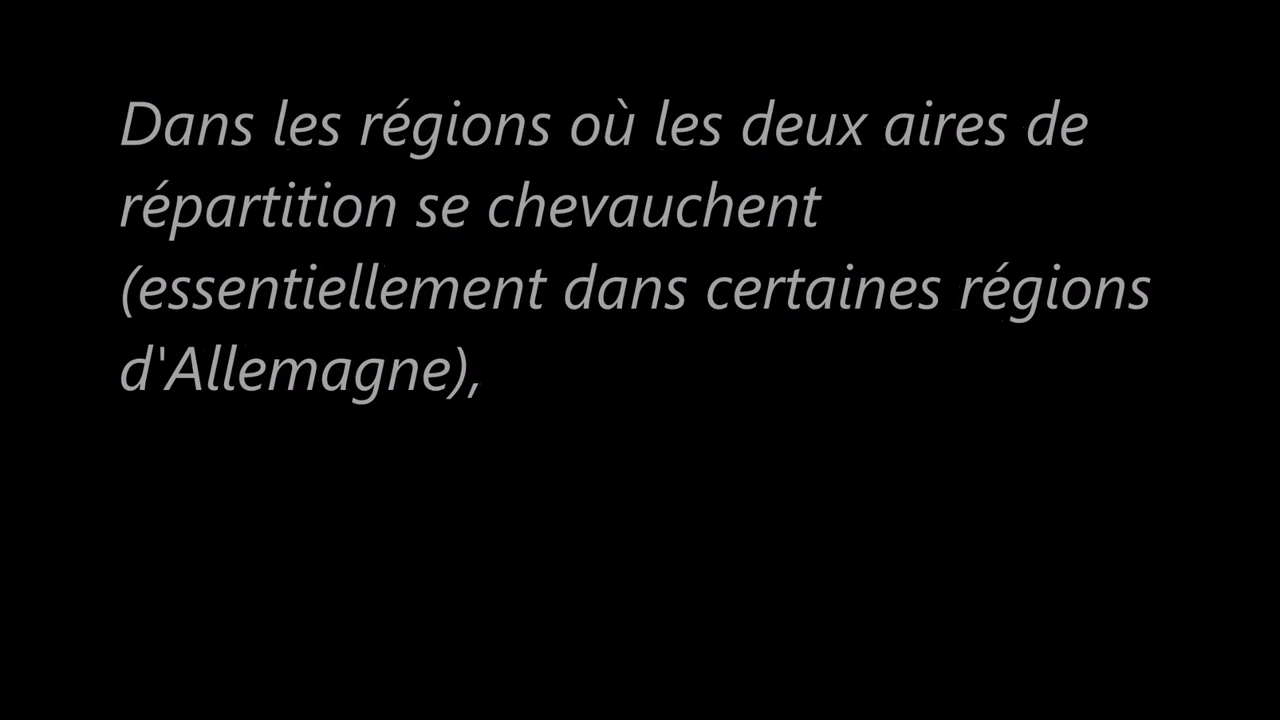 Dans les régions où les deux aires de
répartition se chevauchent
(essentiellement dans certaines régions
d'Allemagne),